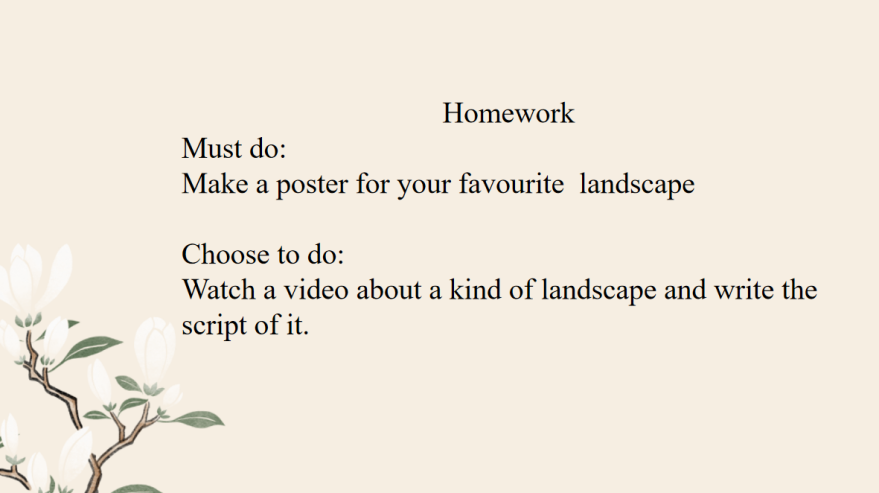 Homework
Must do:
Make a poster for your favourite  landscape
Choose to do:
Watch a video about a kind of landscape and write the
script of it.